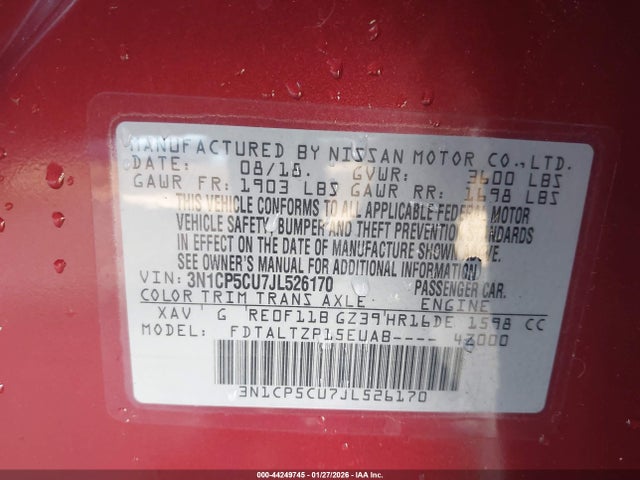 MANUFACTURED BY NISSAN MOTOR CO.,LTD.
DATE: 08/18. GVWR: 3600 LBS
GAWR FR: 1903 LBS GAWR RR: 1698 LBS
THIS VEHICLE CONFORMS TO ALL APPLICABLE FEDERAL MOTOR
VEHICLE SAFETY, BUMPER AND THEFT PREVENTION STANDARDS
IN EFFECT ON THE DATE OF MANUFACTURE SHOWN ABOVE.
SEE OWNER'S MANUAL FOR ADDITIONAL INFORMATION.
VIN: 3N1CP5CU7JL526170 PASSENGER CAR.
COLOR TRIM TRANS AXLE ENGINE
XAV G RE0F11B GZ39 HR16DE 1598 CC
MODEL: FDTALTZP15EUAB---- 4Z000
3N1CP5CU7JL526170
000-44249745 - 01/27/2026 - IAA Inc.